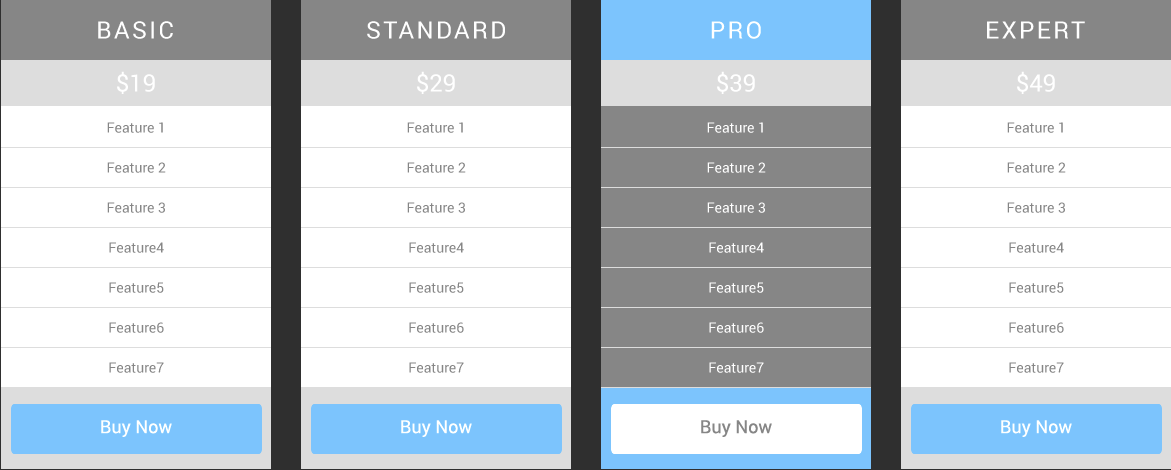 BASIC
$19
Feature 1
Feature 2
Feature 3
Feature4
Feature5
Feature6
Feature7
Buy Now
STANDARD
$29
Feature 1
Feature 2
Feature 3
Feature4
Feature5
Feature6
Feature7
Buy Now
PRO
$39
Feature 1
Feature 2
Feature 3
Feature4
Feature5
Feature6
Feature7
Buy Now
EXPERT
$49
Feature 1
Feature 2
Feature 3
Feature4
Feature5
Feature6
Feature7
Buy Now